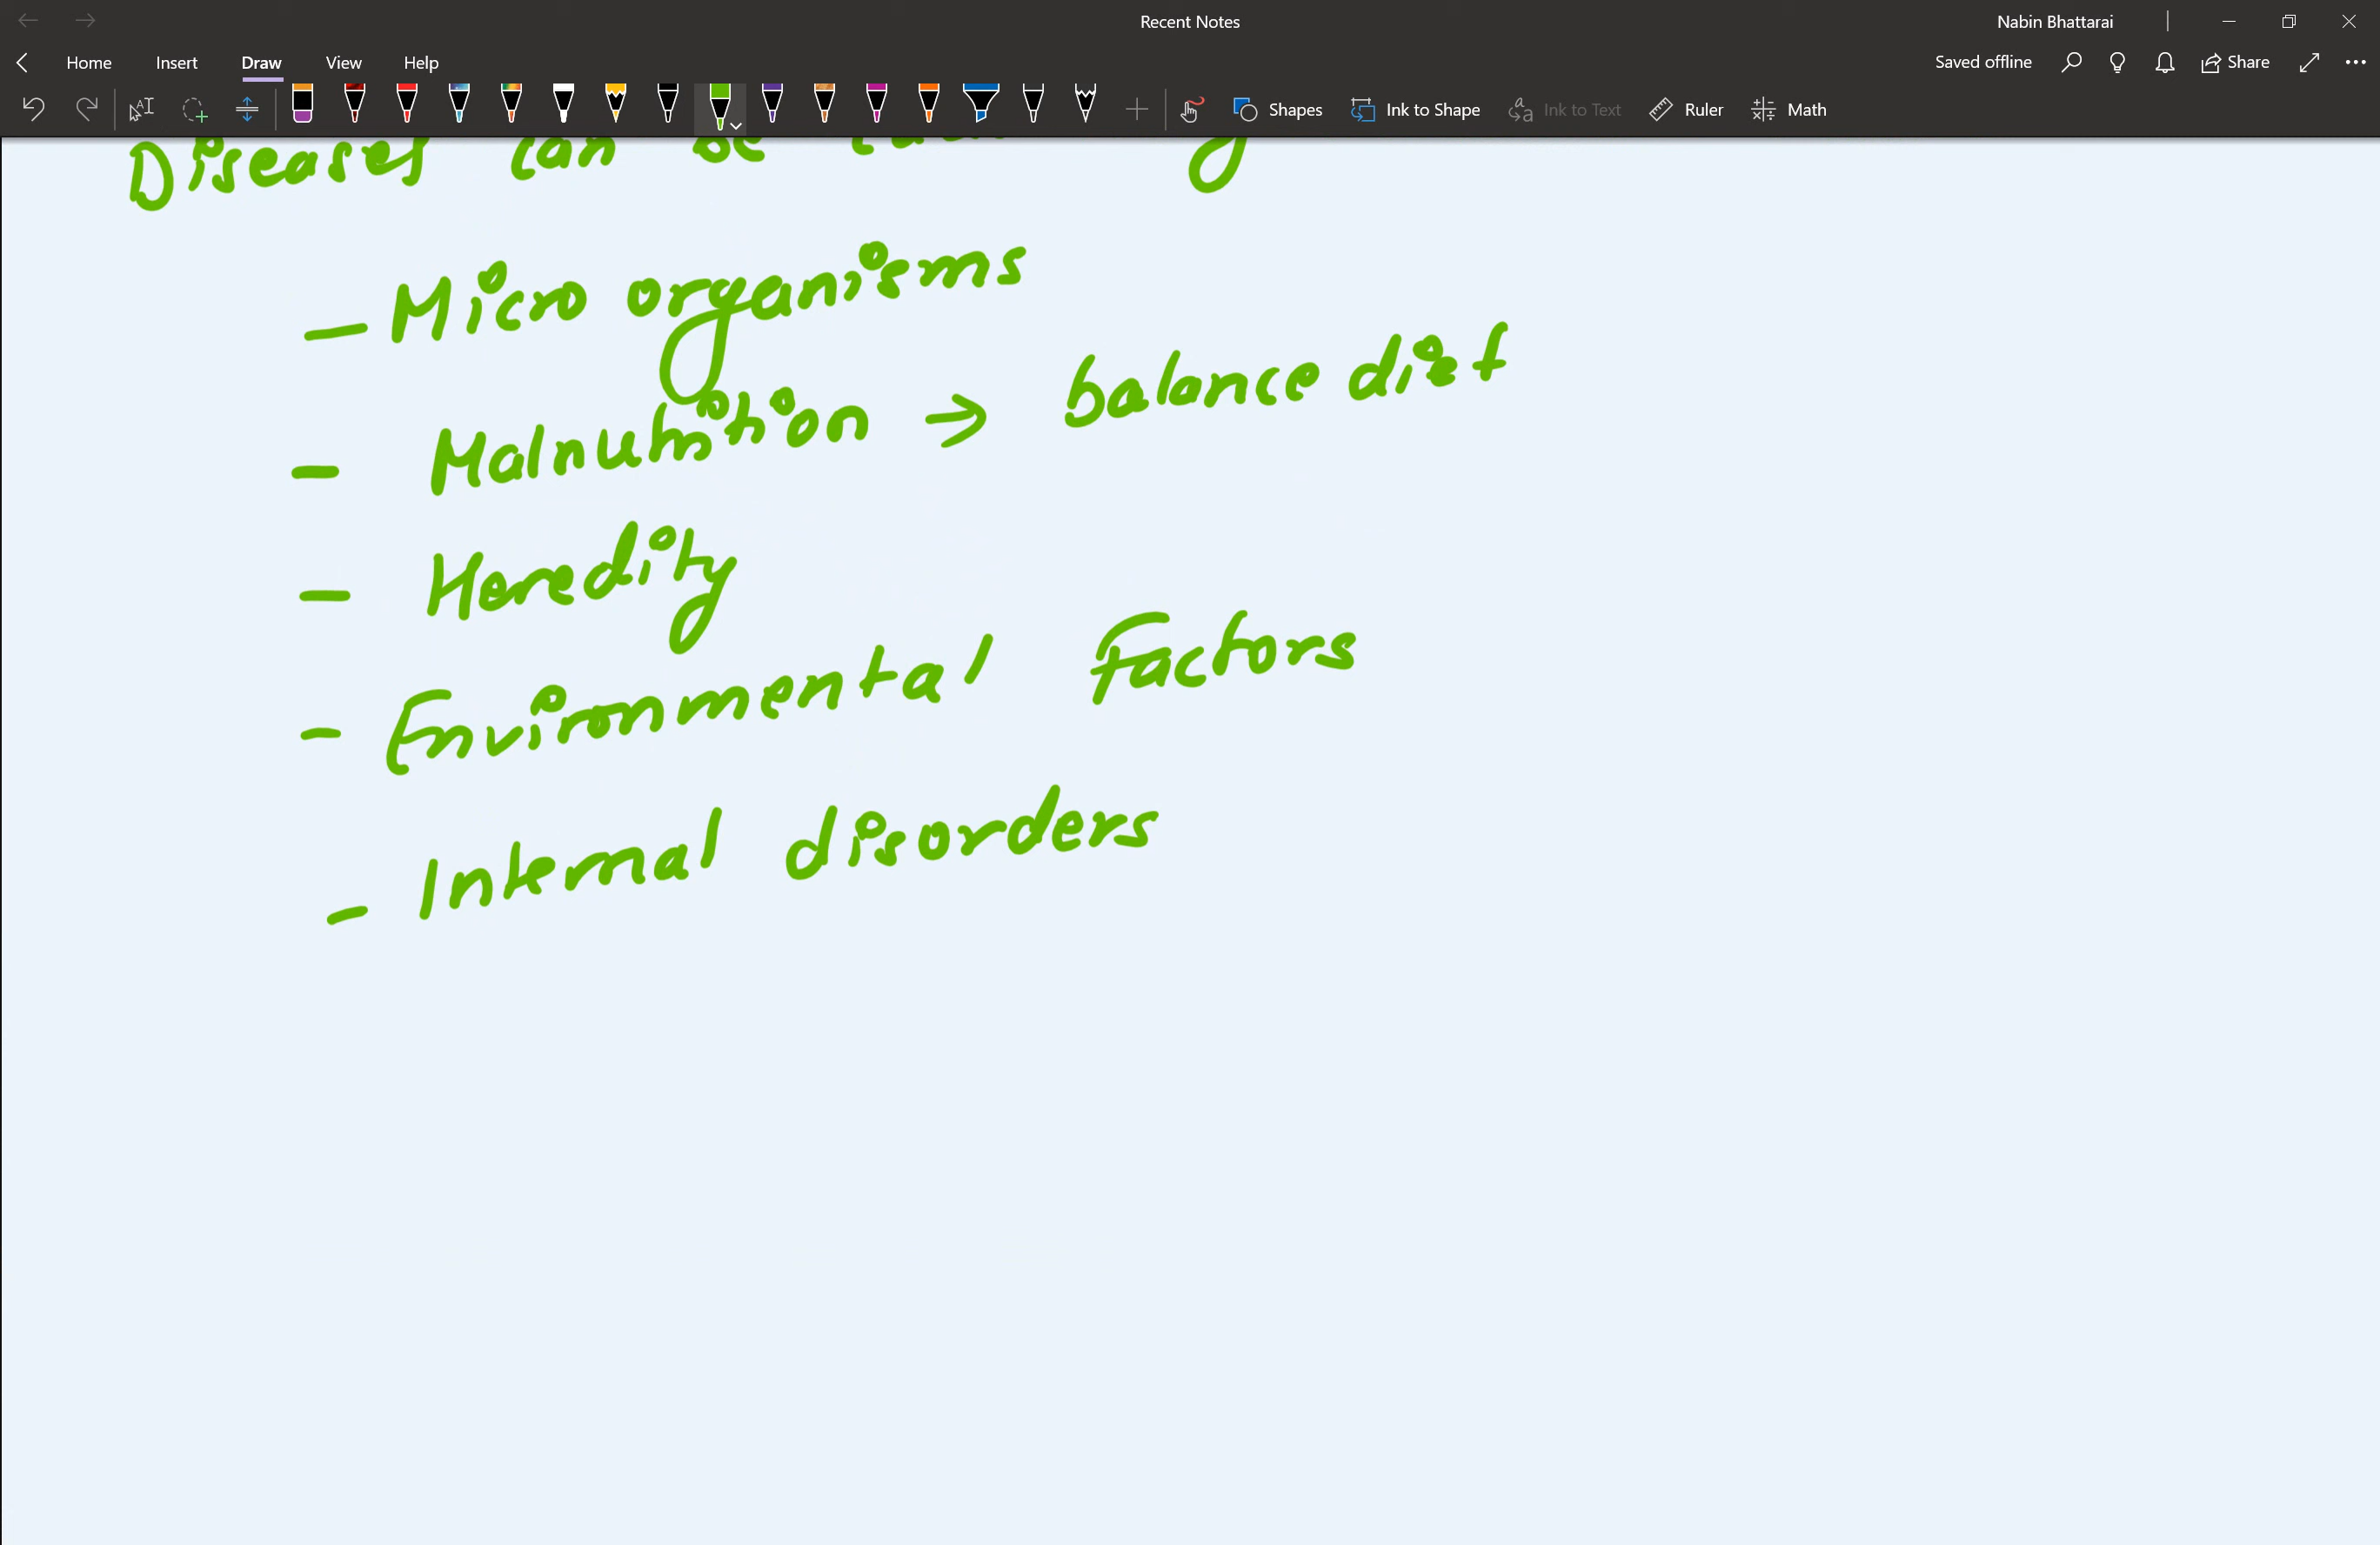 Recent Notes
Nabin Bhattarai
Home Insert Draw View Help
Saved offline
Share
Shapes Ink to Shape Ink to Text Ruler Math
Diseases can be
- Micro organisms
- Malnutrition → balance diet
- Heredity
- Environmental Factors
- Internal disorders